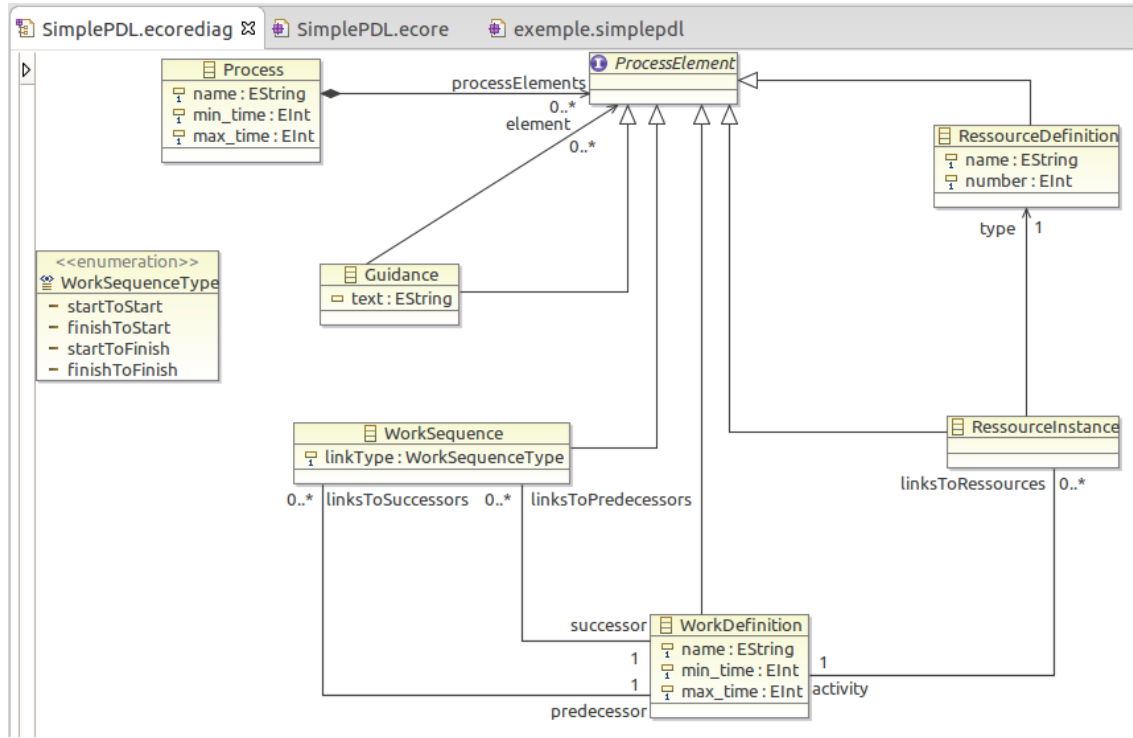 SimplePDL.ecorediag
SimplePDL.ecore
exemple.simplepdl
Process
name : EString
min_time : EInt
max_time : EInt
processElements
0..*
ProcessElement
element
0..*
RessourceDefinition
name : EString
number : EInt
type
1
<<enumeration>>
WorkSequenceType
startToStart
finishToStart
startToFinish
finishToFinish
Guidance
text : EString
WorkSequence
linkType : WorkSequenceType
0..*
linksToSuccessors
0..*
linksToPredecessors
RessourceInstance
linksToRessources
0..*
successor
1
1
predecessor
WorkDefinition
name : EString
min_time : EInt
max_time : EInt
1
activity